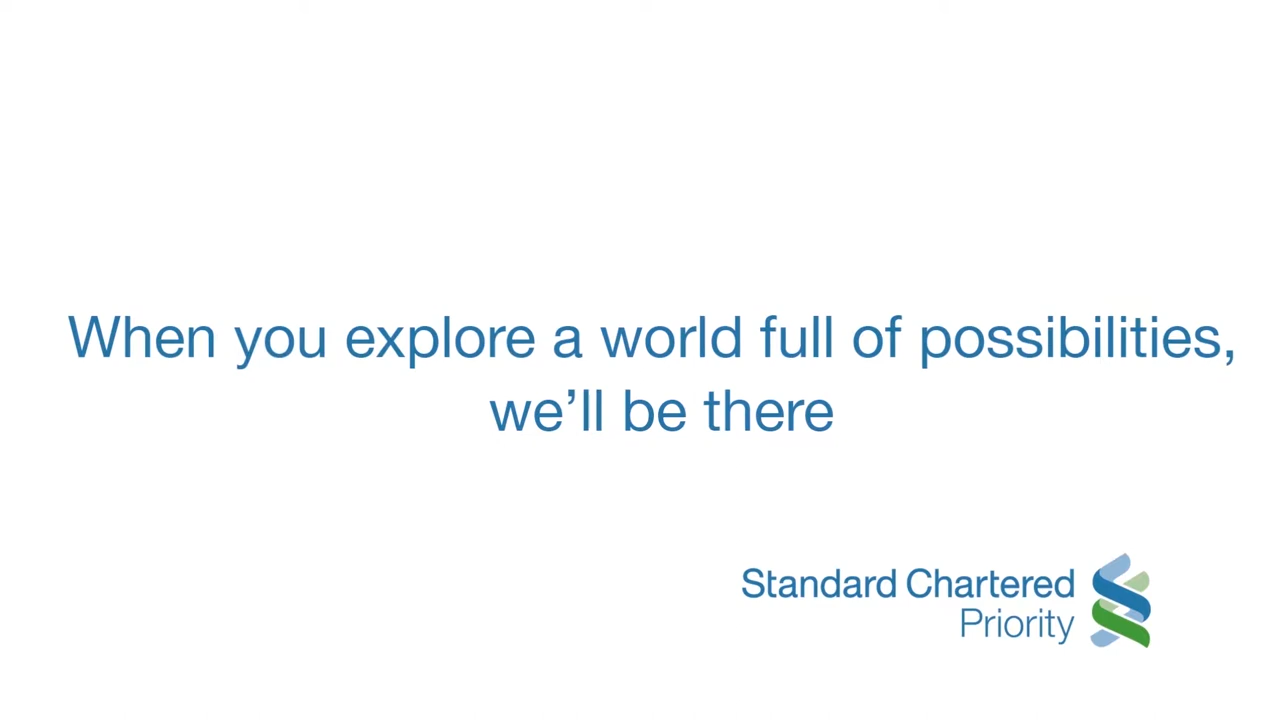 When you explore a world full of possibilities,
we’ll be there
Standard Chartered
Priority